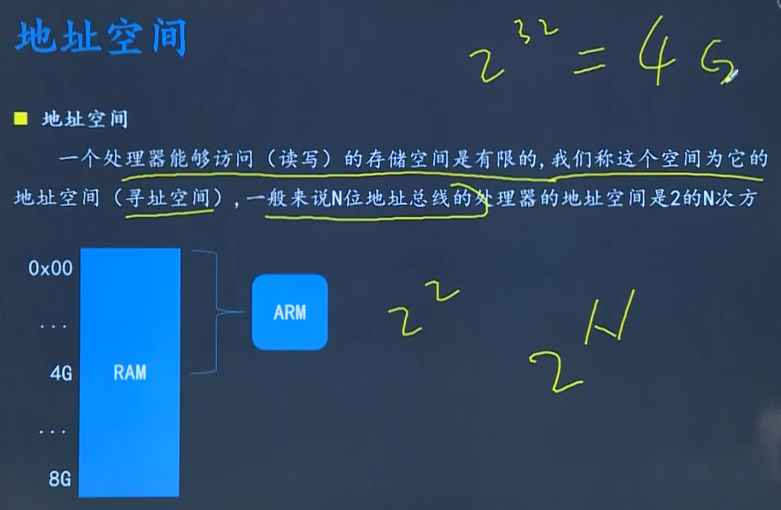 地址空间
2^32 = 4G
地址空间
一个处理器能够访问（读写）的存储空间是有限的,我们称这个空间为它的
地址空间（寻址空间）,一般来说N位地址总线的处理器的地址空间是2的N次方
0x00
...
4G
...
8G
RAM
ARM
2^2
2^N